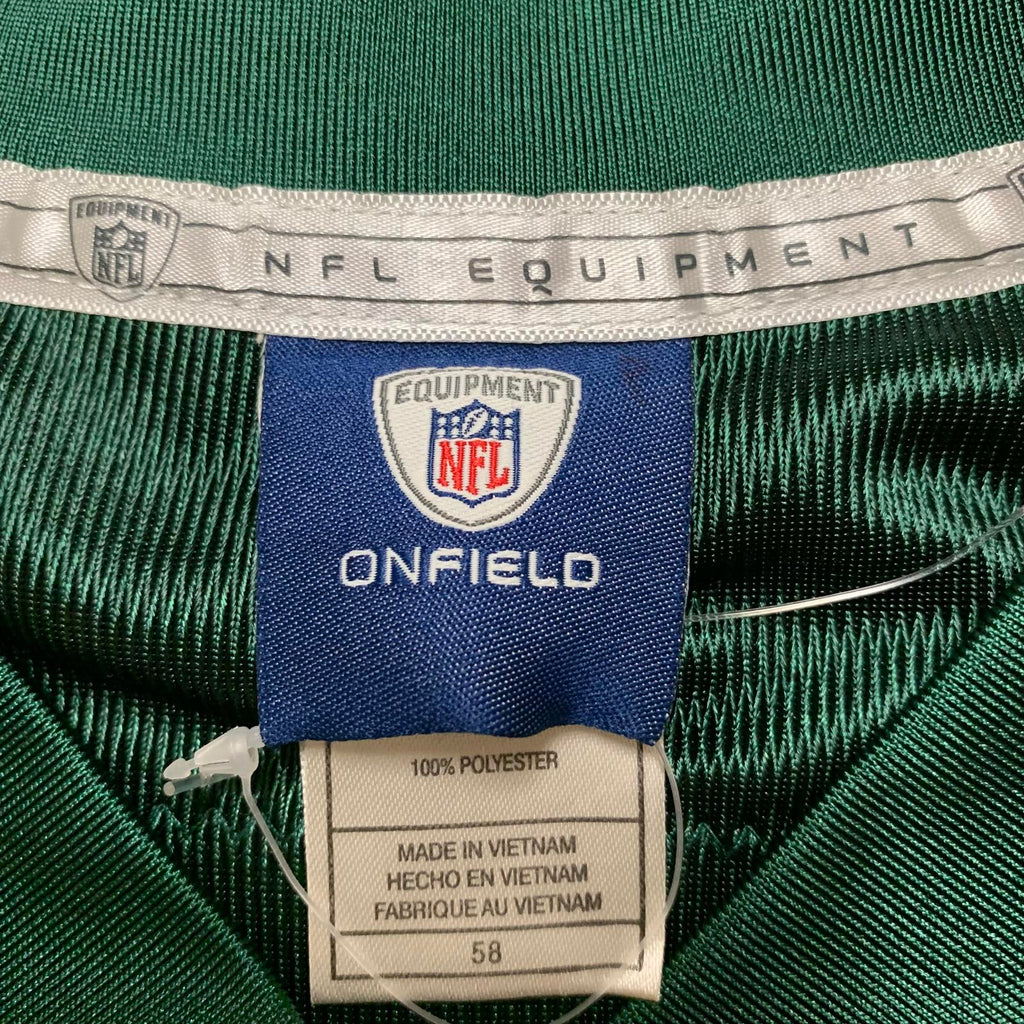 EQUIPMENT
NFL
NFL EQUIPMENT
EQUIPMENT
NFL
ONFIELD
100% POLYESTER
MADE IN VIETNAM
HECHO EN VIETNAM
FABRIQUE AU VIETNAM
58